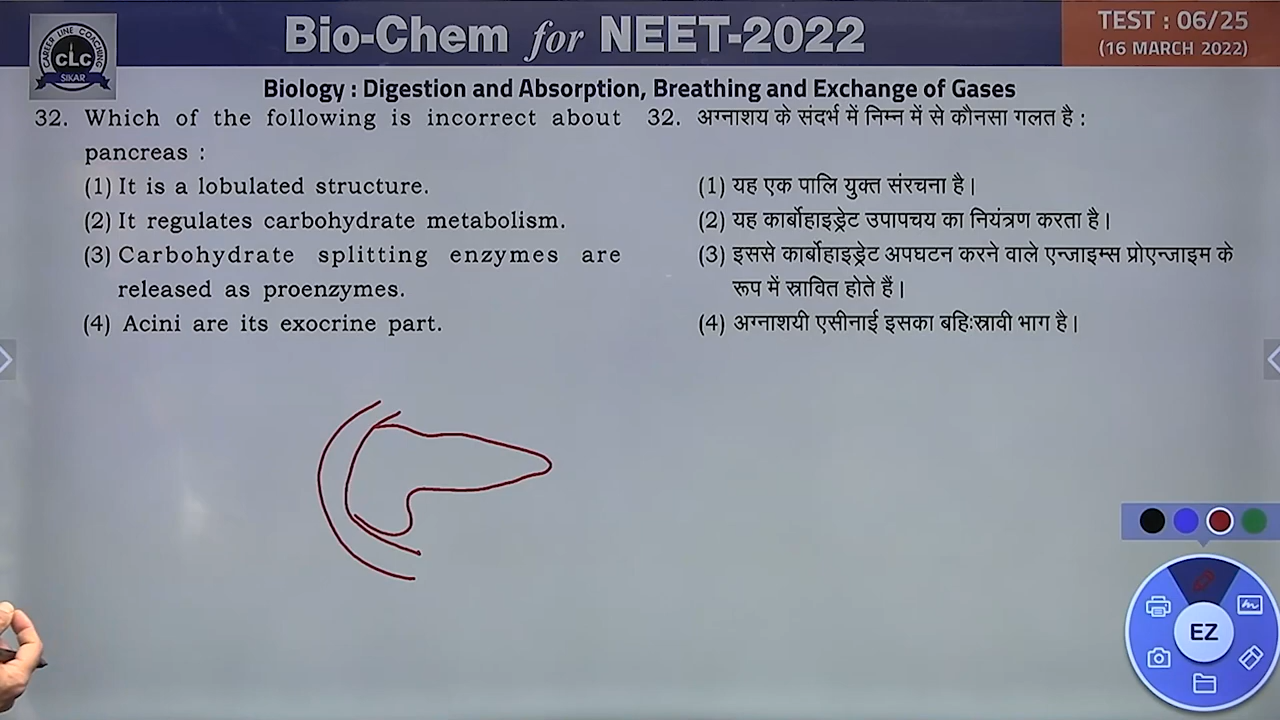 CAREER LINE COACHING
CLC
SIKAR
Bio-Chem for NEET-2022
TEST : 06/25
(16 MARCH 2022)
Biology : Digestion and Absorption, Breathing and Exchange of Gases
32. Which of the following is incorrect about
pancreas :
(1) It is a lobulated structure.
(2) It regulates carbohydrate metabolism.
(3) Carbohydrate splitting enzymes are
released as proenzymes.
(4) Acini are its exocrine part.
32. अग्नाशय के संदर्भ में निम्न में से कौनसा गलत है :
(1) यह एक पालि युक्त संरचना है।
(2) यह कार्बोहाइड्रेट उपापचय का नियंत्रण करता है।
(3) इससे कार्बोहाइड्रेट अपघटन करने वाले एन्जाइम्स प्रोएन्जाइम के
रूप में स्रावित होते हैं।
(4) अग्नाशयी एसीनाई इसका बहिःस्रावी भाग है।
EZ